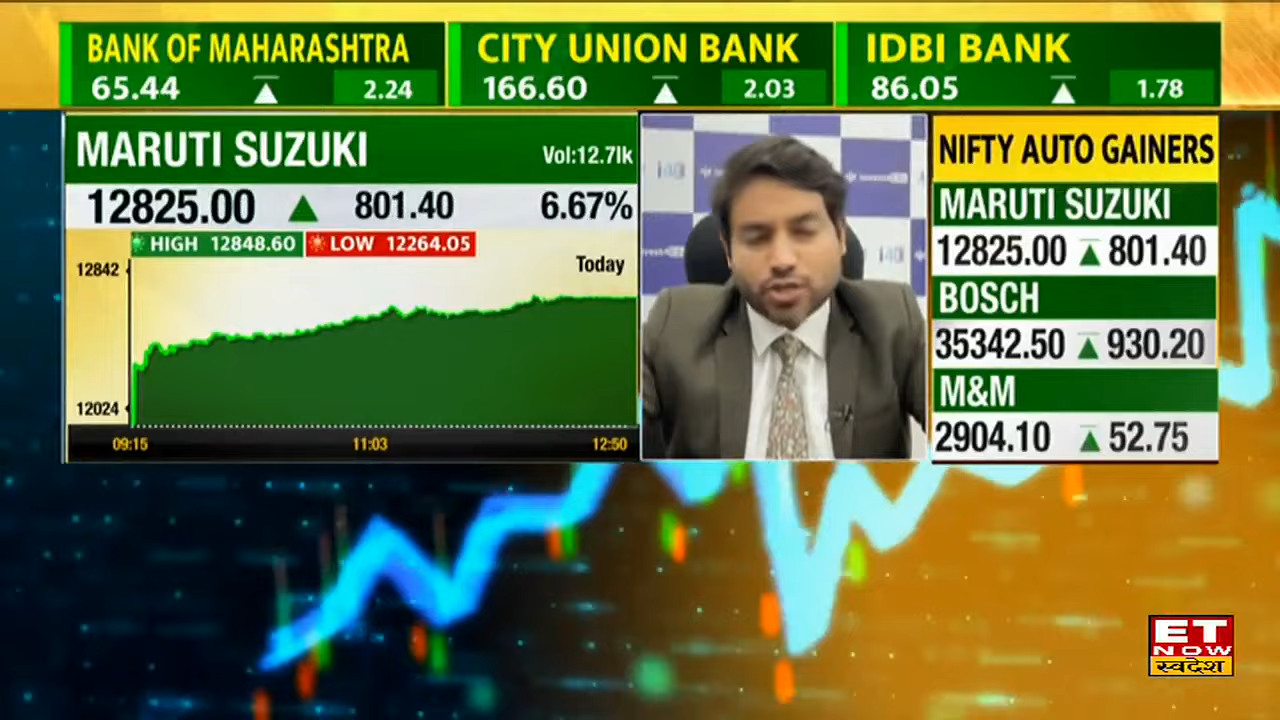 BANK OF MAHARASHTRA
65.44 2.24
CITY UNION BANK
166.60 2.03
IDBI BANK
86.05 1.78
MARUTI SUZUKI Vol:12.7lk
12825.00 801.40 6.67%
HIGH 12848.60 LOW 12264.05
Today
12842
12024
09:15 11:03 12:50
NIFTY AUTO GAINERS
MARUTI SUZUKI
12825.00 801.40
BOSCH
35342.50 930.20
M&M
2904.10 52.75
ET
NOW
स्वदेश